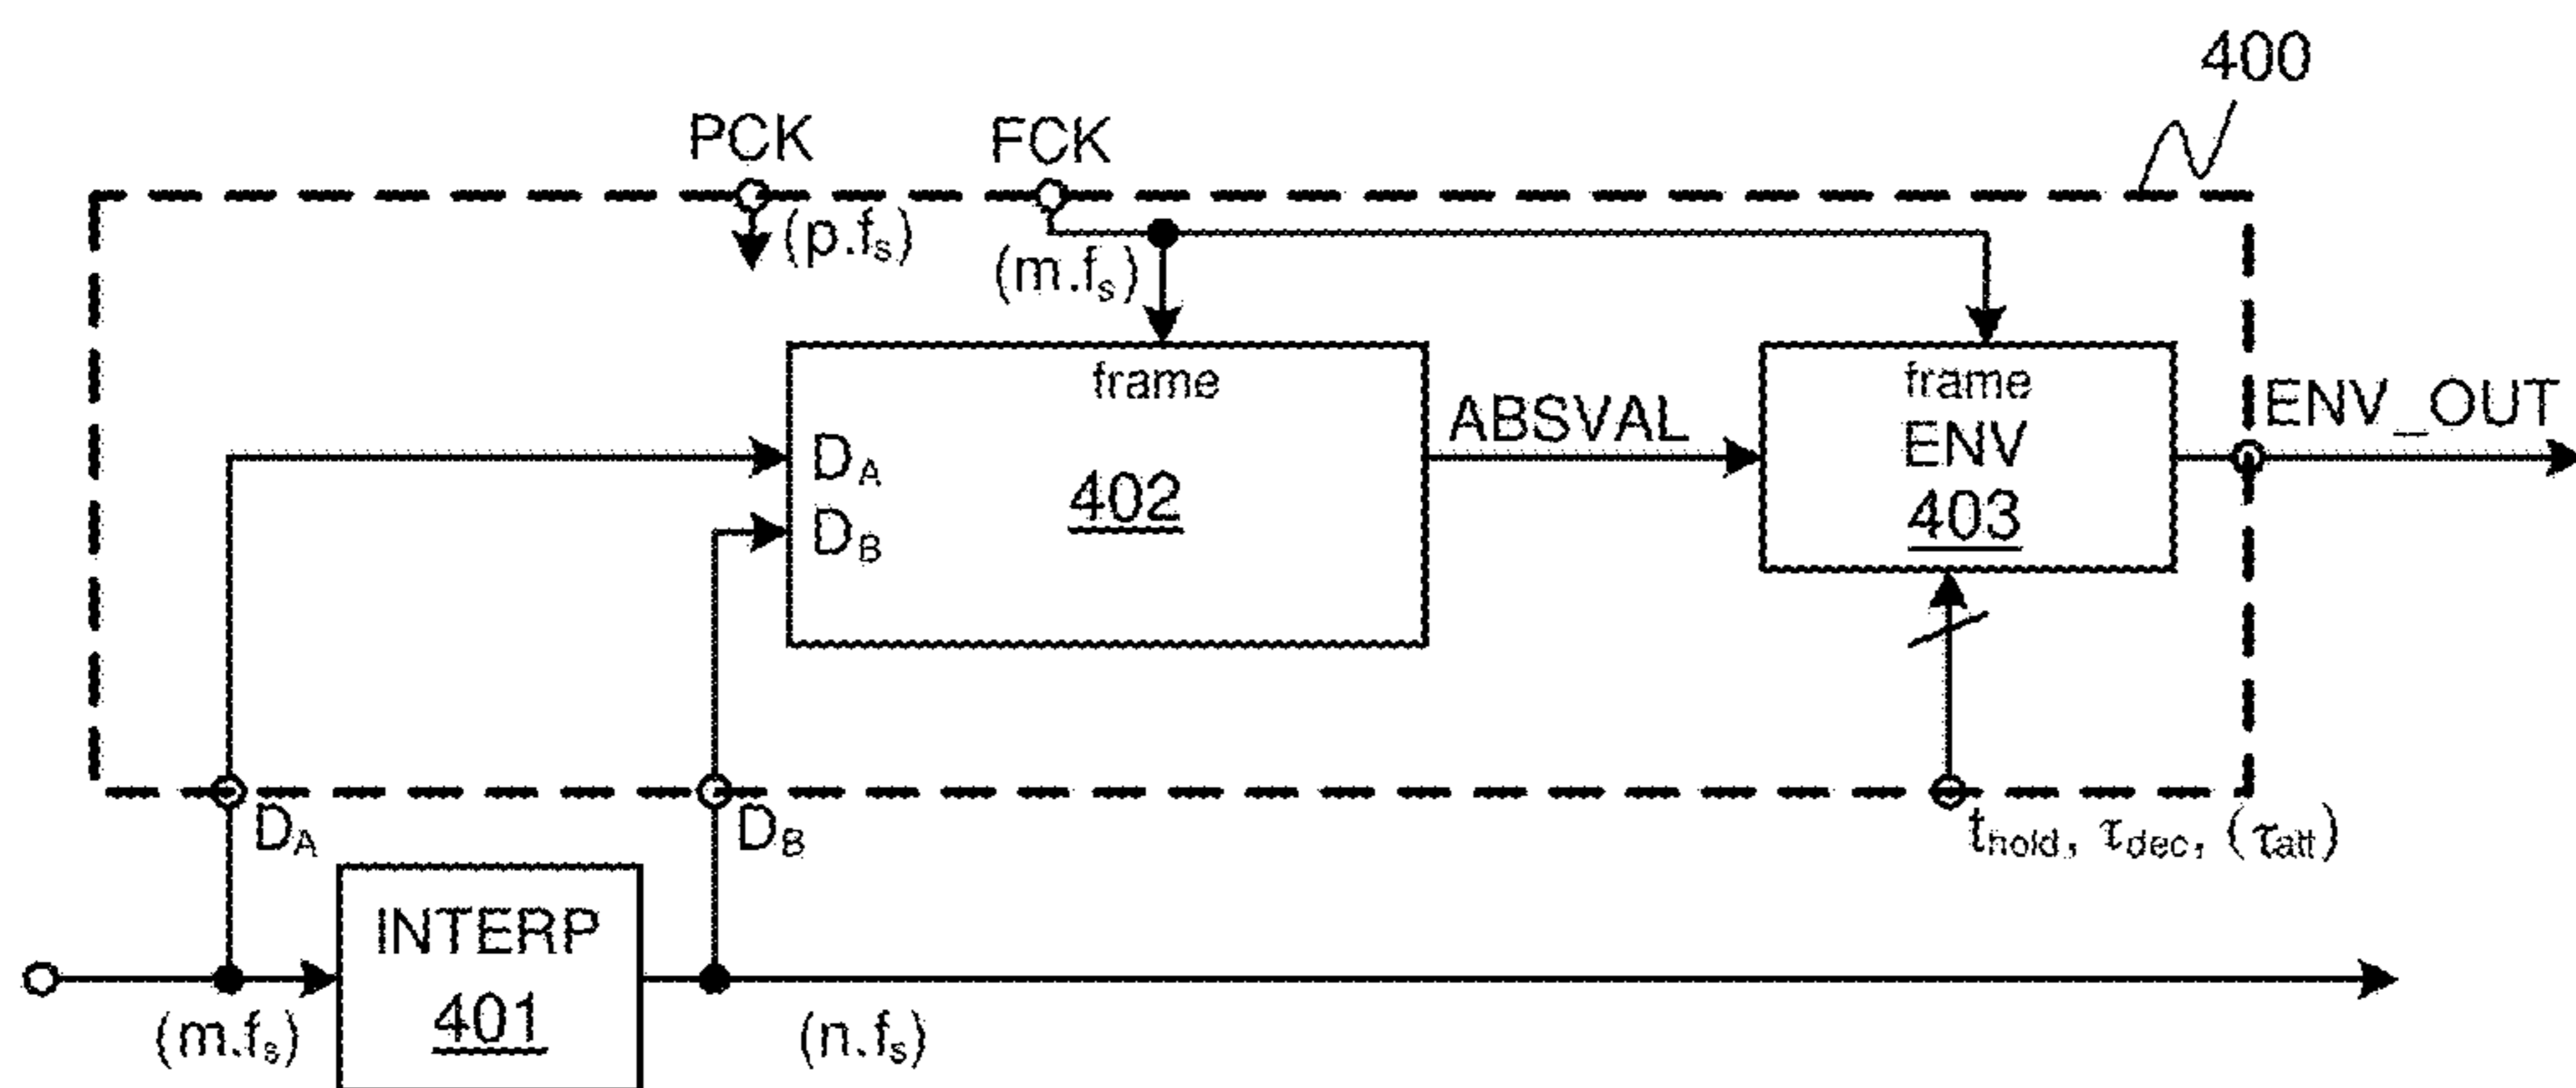 400
PCK
FCK
(p.fs)
(m.fs)
frame
frame
ENV_OUT
ABSVAL
ENV
DA
402
403
DB
DA
DB
thold, τdec, (τatt)
INTERP
401
(m.fs)
(n.fs)